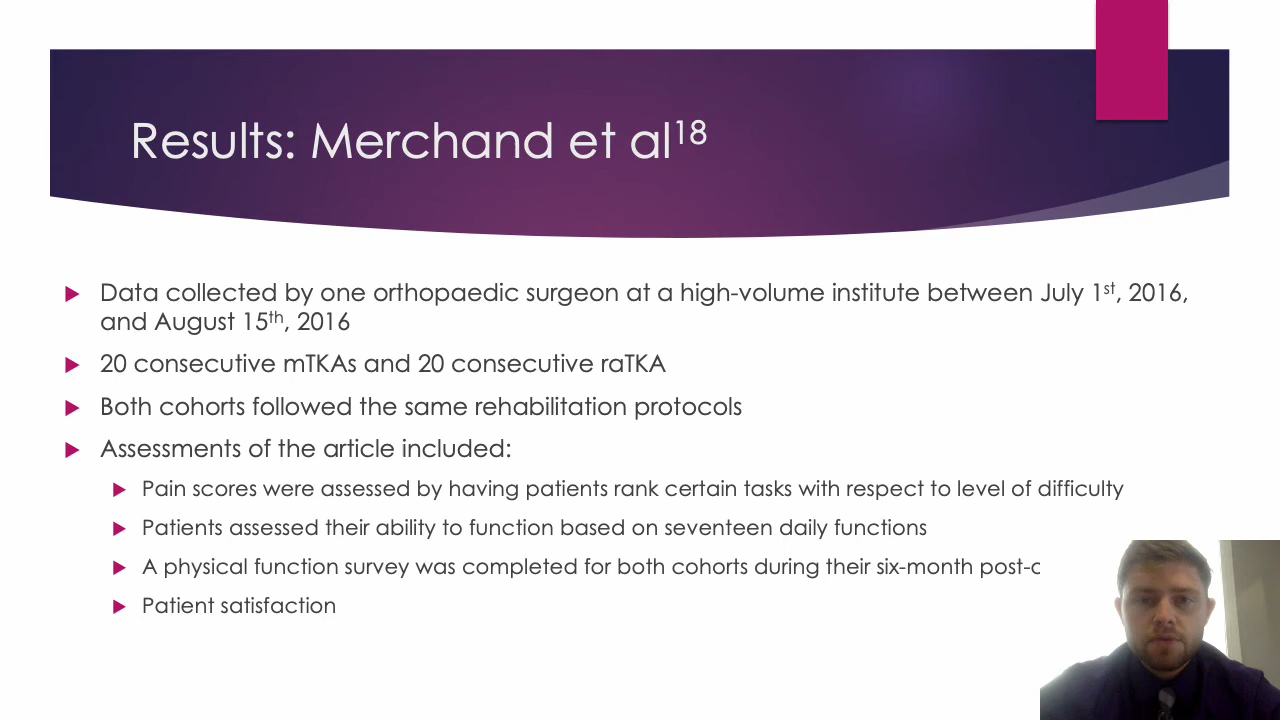 Results: Merchand et al18
Data collected by one orthopaedic surgeon at a high-volume institute between July 1st, 2016,
and August 15th, 2016
20 consecutive mTKAs and 20 consecutive raTKA
Both cohorts followed the same rehabilitation protocols
Assessments of the article included:
Pain scores were assessed by having patients rank certain tasks with respect to level of difficulty
Patients assessed their ability to function based on seventeen daily functions
A physical function survey was completed for both cohorts during their six-month
Patient satisfaction